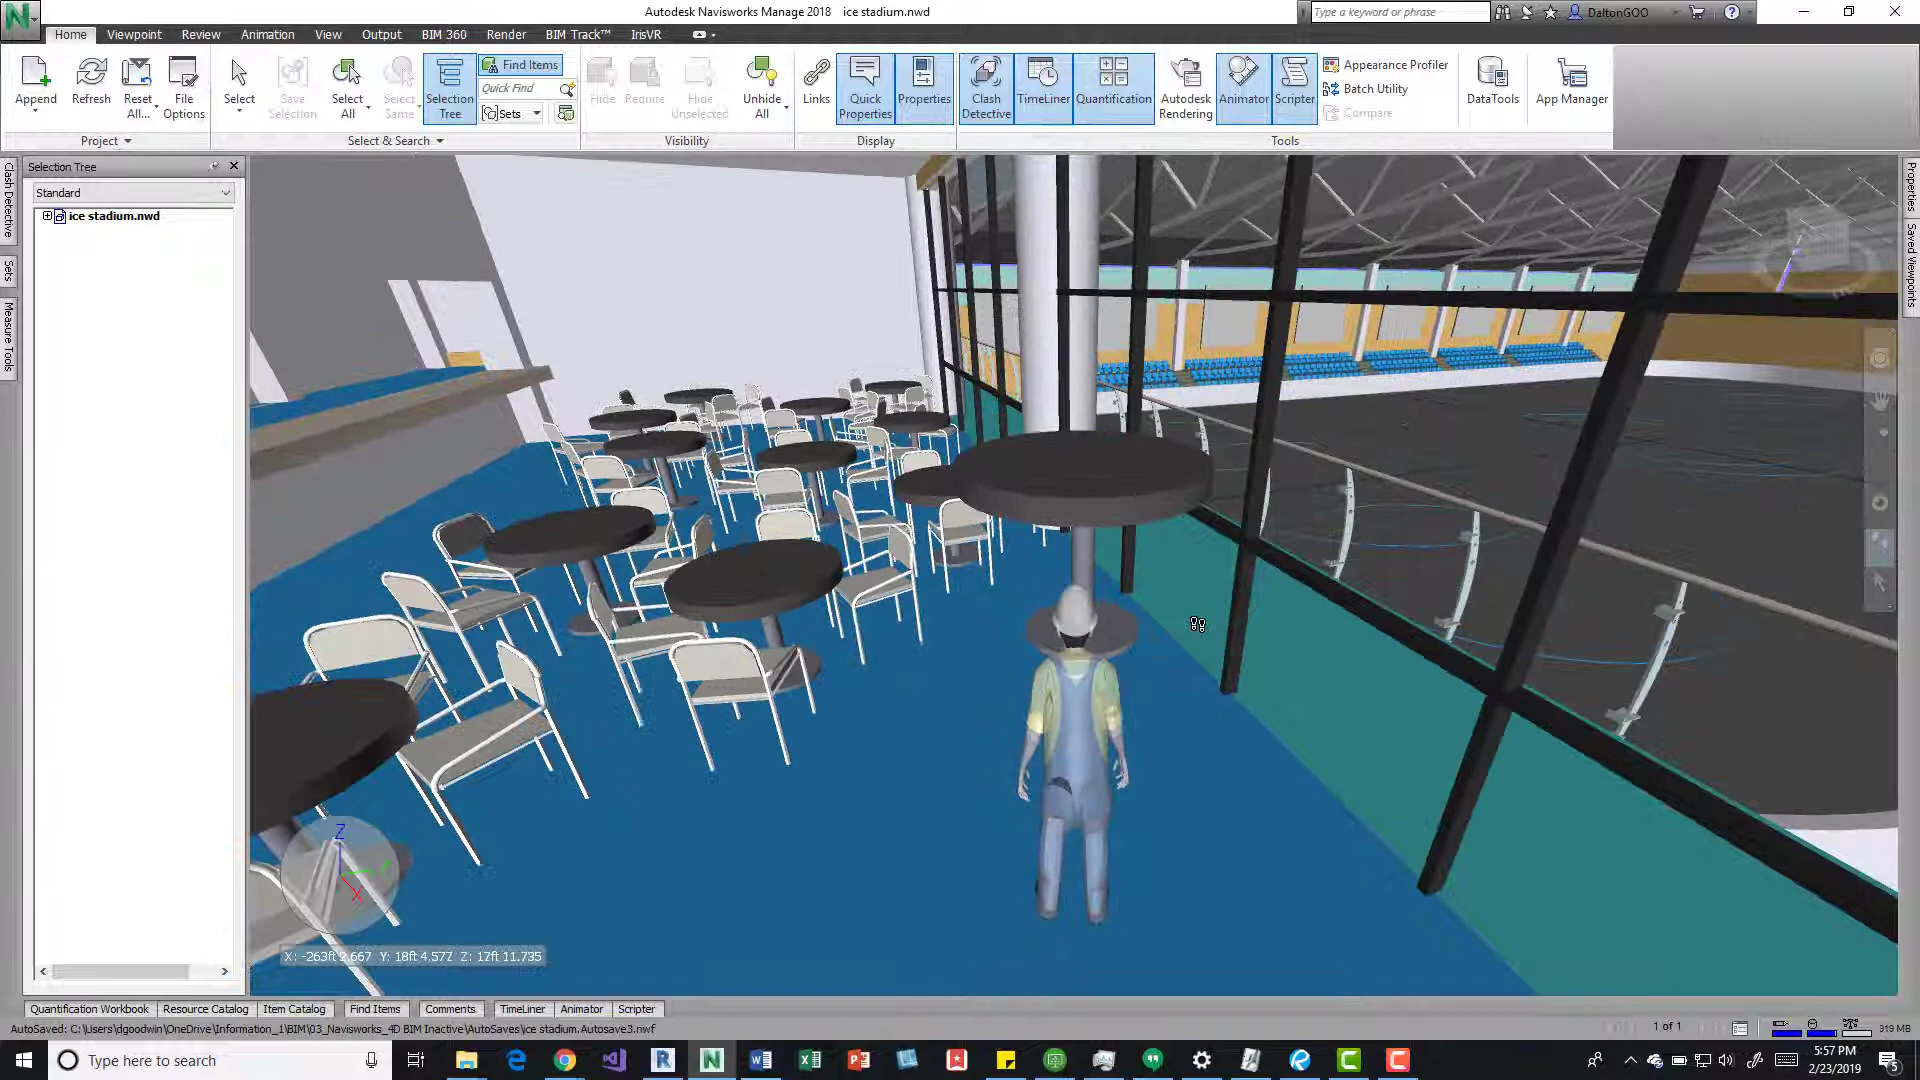 Autodesk Navisworks Manage 2018 ice stadium.nwd
Type a keyword or phrase
DaltonGOO
Home Viewpoint Review Animation View Output BIM 360 Render BIM Track™ IrisVR
Append
Refresh
Reset All...
File Options
Project
Select
Save Selection
Select All
Select Same
Selection Tree
Find Items
Quick Find
Sets
Select & Search
Hide
Require
Hide Unselected
Unhide All
Visibility
Links
Quick Properties
Properties
Display
Clash Detective
TimeLiner
Quantification
Autodesk Rendering
Animator
Scripter
Appearance Profiler
Batch Utility
Compare
Tools
DataTools
App Manager
Clash Detective
Sets
Measure Tools
Selection Tree
Standard
ice stadium.nwd
Properties
Saved Viewpoints
Z
X
X: -263ft 2.667 Y: 18ft 4.577 Z: 17ft 11.735
Quantification Workbook Resource Catalog Item Catalog Find Items Comments TimeLiner Animator Scripter
AutoSaved: C:\Users\dgoodwin\OneDrive\Information_1\BIM\03_Navisworks_4D BIM Inactive\AutoSaves\ice stadium.Autosave3.nwf
1 of 1
919 MB
Type here to search
5:57 PM
2/23/2019
5